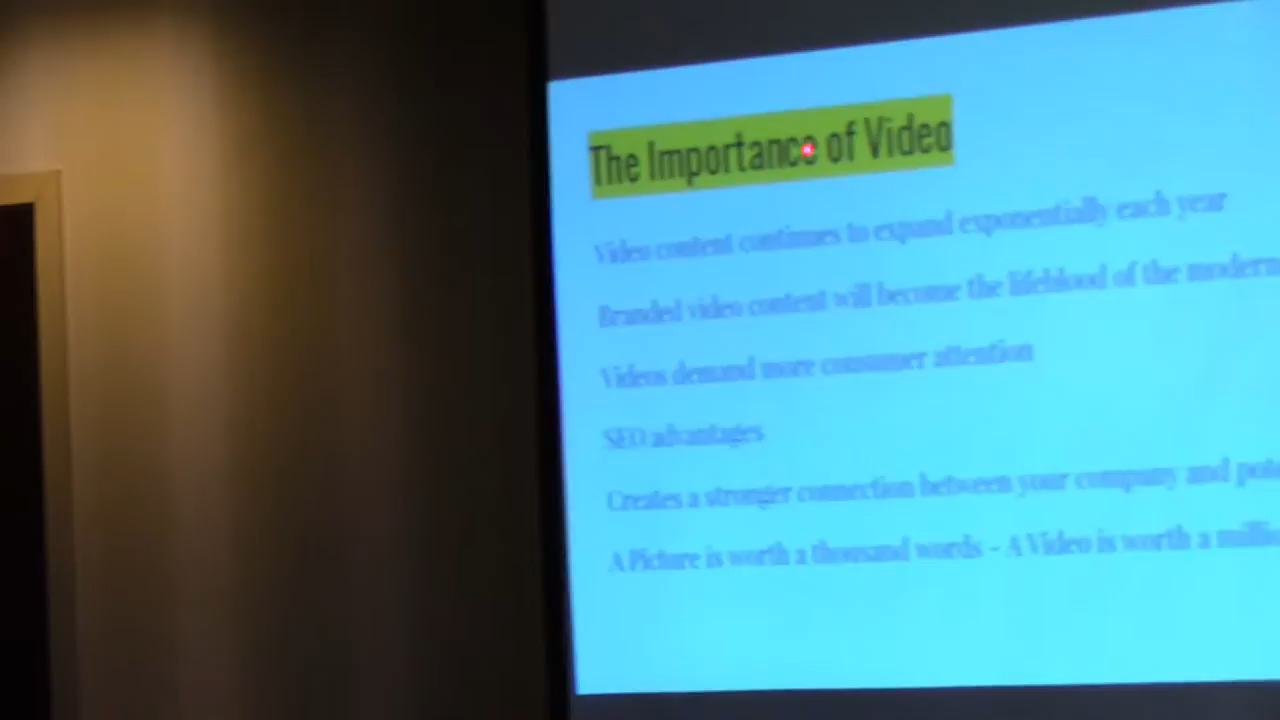 The Importance of Video
Video content continues to expand exponentially each year
Branded video content will become the lifeblood of the modern
Videos demand more consumer attention
SEO advantages
Creates a stronger connection between your company and
A Picture is worth a thousand words - A Video is worth a